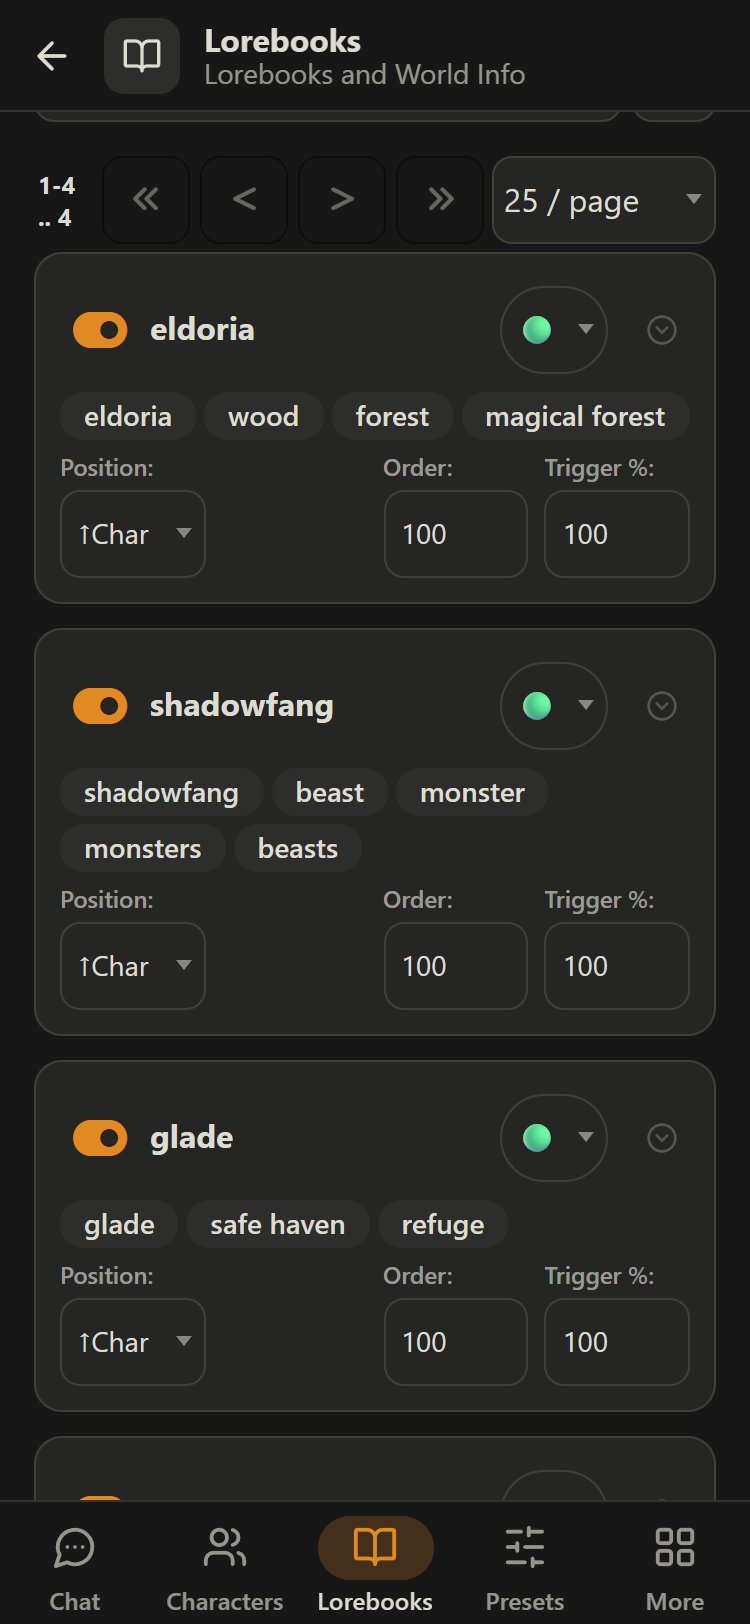 Lorebooks
Lorebooks and World Info
1-4
.. 4
« < > »
25 / page
eldoria
eldoria wood forest magical forest
Position: Order: Trigger %:
↑Char 100 100
shadowfang
shadowfang beast monster
monsters beasts
Position: Order: Trigger %:
↑Char 100 100
glade
glade safe haven refuge
Position: Order: Trigger %:
↑Char 100 100
Chat Characters Lorebooks Presets More